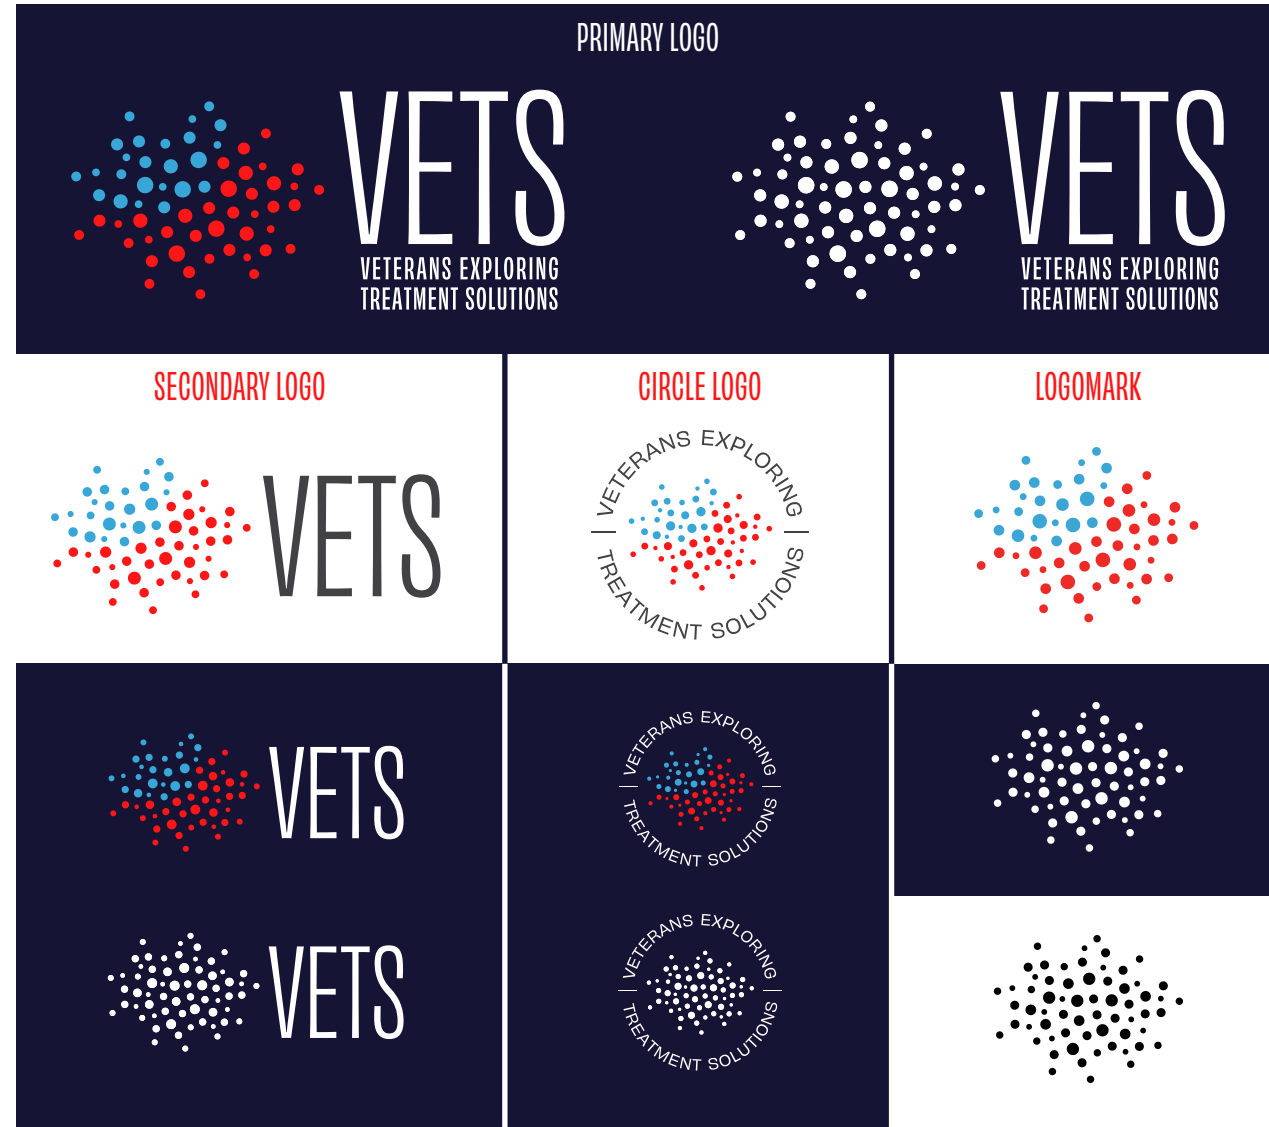 PRIMARY LOGO
VETS
VETERANS EXPLORING
TREATMENT SOLUTIONS
VETS
VETERANS EXPLORING
TREATMENT SOLUTIONS
SECONDARY LOGO
CIRCLE LOGO
LOGOMARK
VETS
VETERANS EXPLORING
TREATMENT SOLUTIONS
VETS
VETERANS EXPLORING
TREATMENT SOLUTIONS
VETS
VETERANS EXPLORING
TREATMENT SOLUTIONS